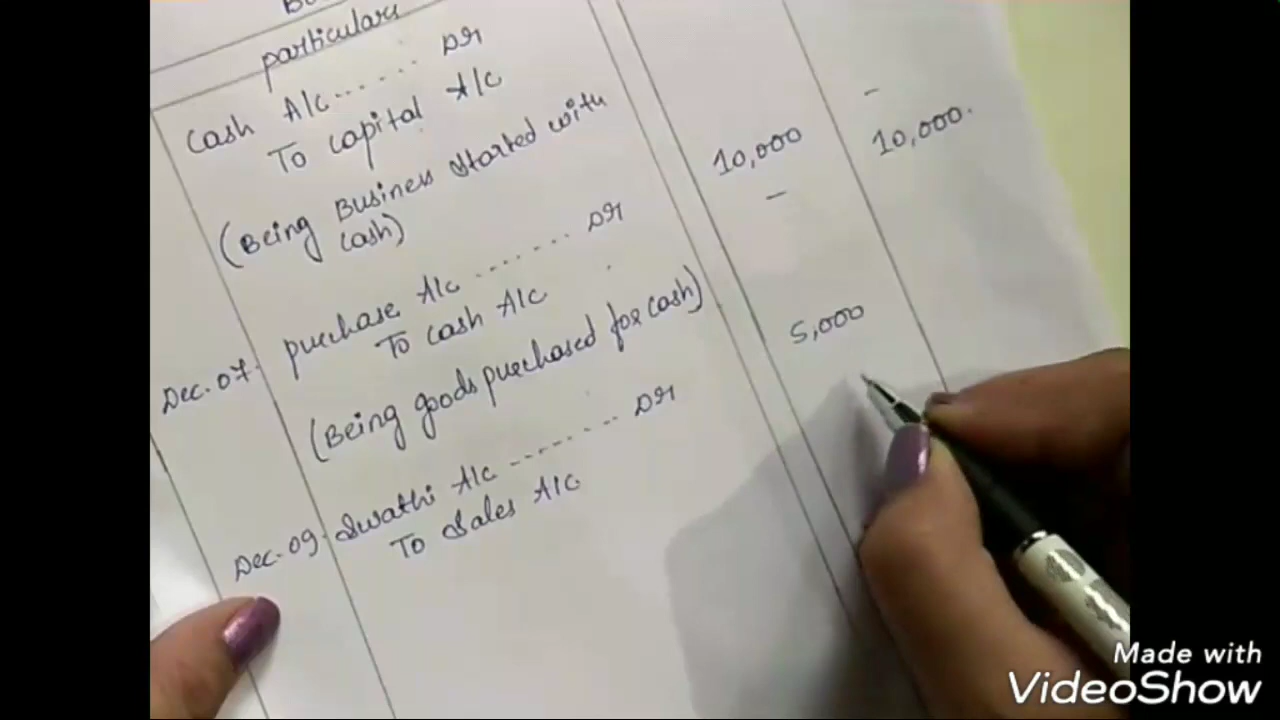 particulars
Cash A/c...... Dr
To capital A/c
(Being Business started with
cash)
10,000 -
- 10,000.
Dec.07. purchase A/c ....... Dr
To cash A/c
(Being goods purchased for cash)
5,000
Dec.09. Swathi A/c ........ Dr
To Sales A/c
Made with
VideoShow